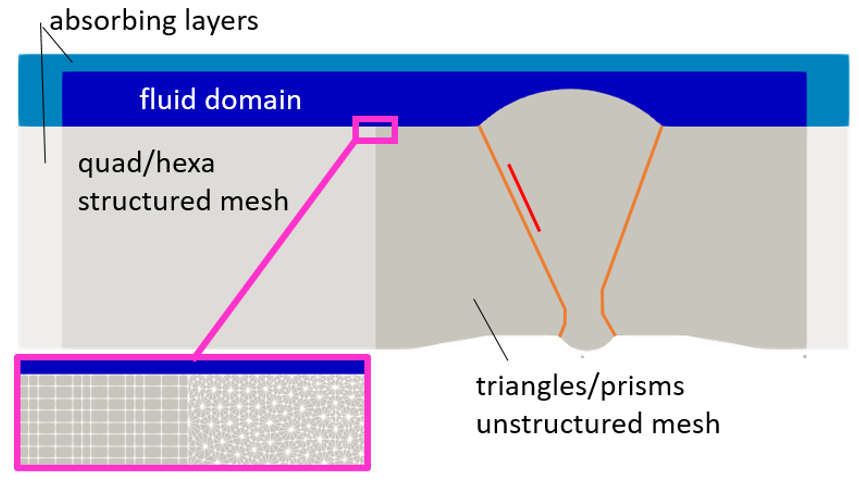 absorbing layers
fluid domain
quad/hexa
structured mesh
triangles/prisms
unstructured mesh